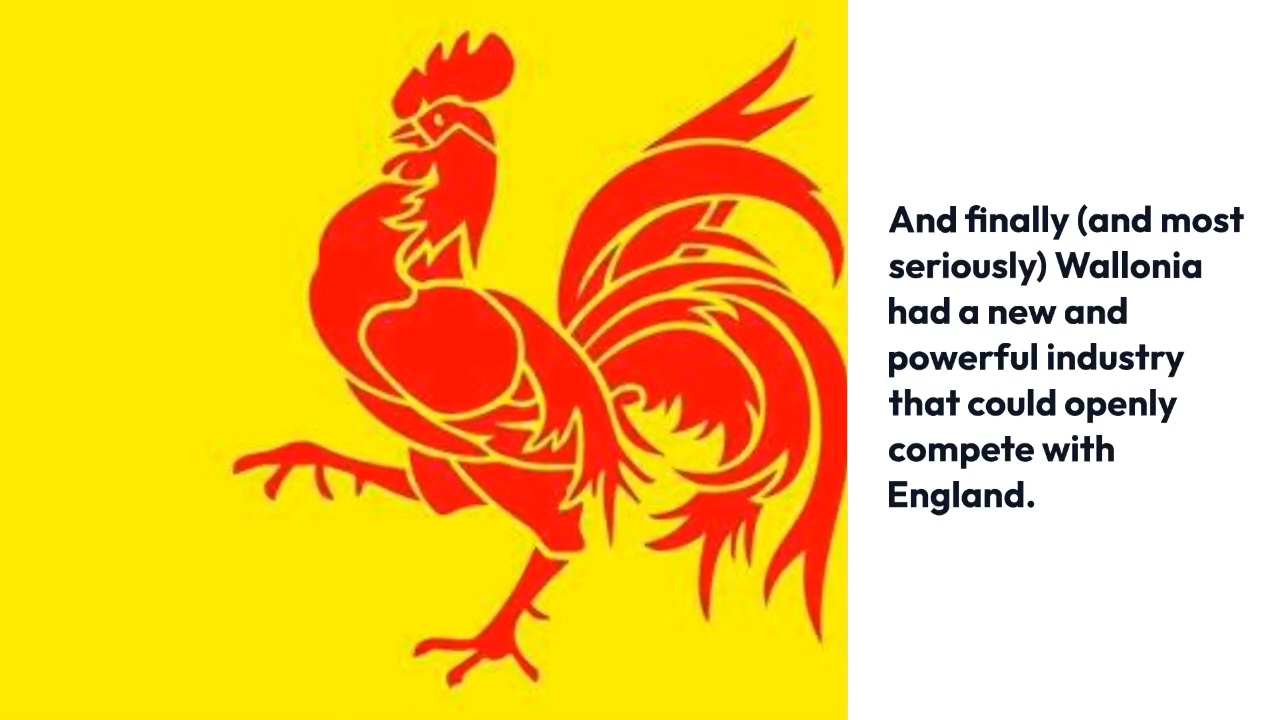 And finally (and most
seriously) Wallonia
had a new and
powerful industry
that could openly
compete with
England.